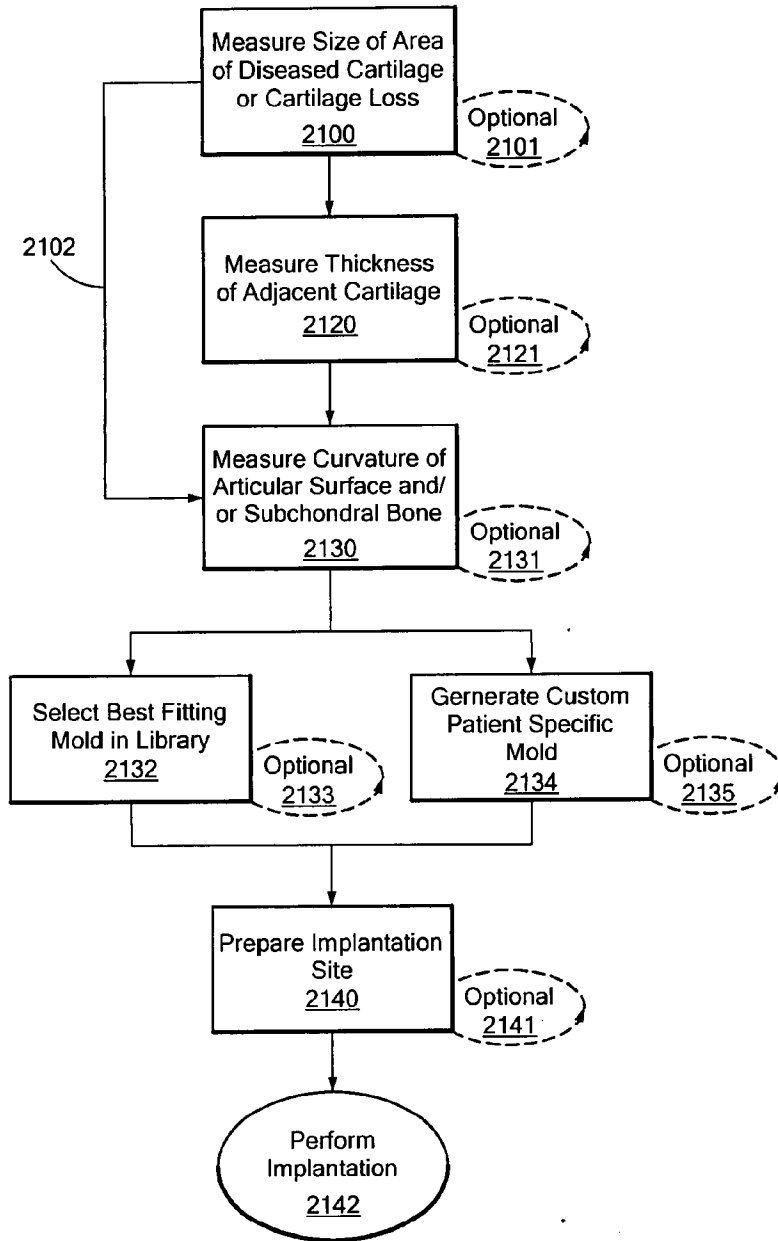 Measure Size of Area
of Diseased Cartilage
or Cartilage Loss
2100
Optional
2101
2102
Measure Thickness
of Adjacent Cartilage
2120
Optional
2121
Measure Curvature of
Articular Surface and/
or Subchondral Bone
2130
Optional
2131
Select Best Fitting
Mold in Library
2132
Optional
2133
Gernerate Custom
Patient Specific
Mold
2134
Optional
2135
Prepare Implantation
Site
2140
Optional
2141
Perform
Implantation
2142